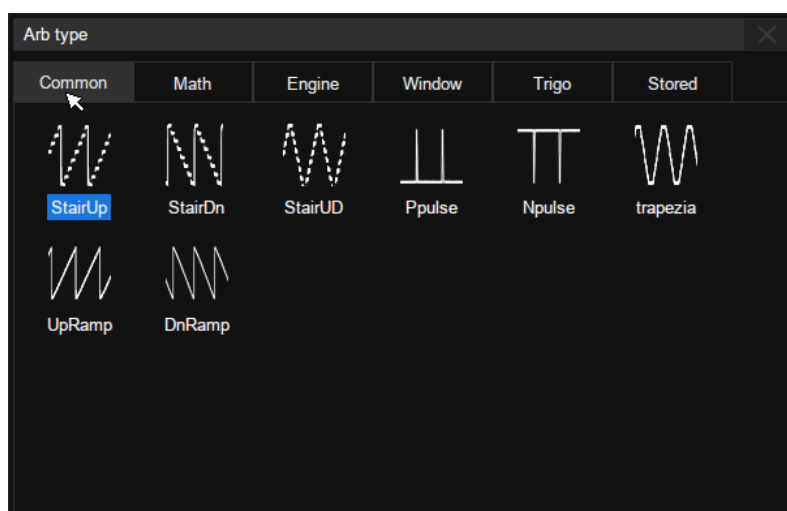 Arb type
Common Math Engine Window Trigo Stored
StairUp StairDn StairUD Ppulse Npulse trapezia
UpRamp DnRamp